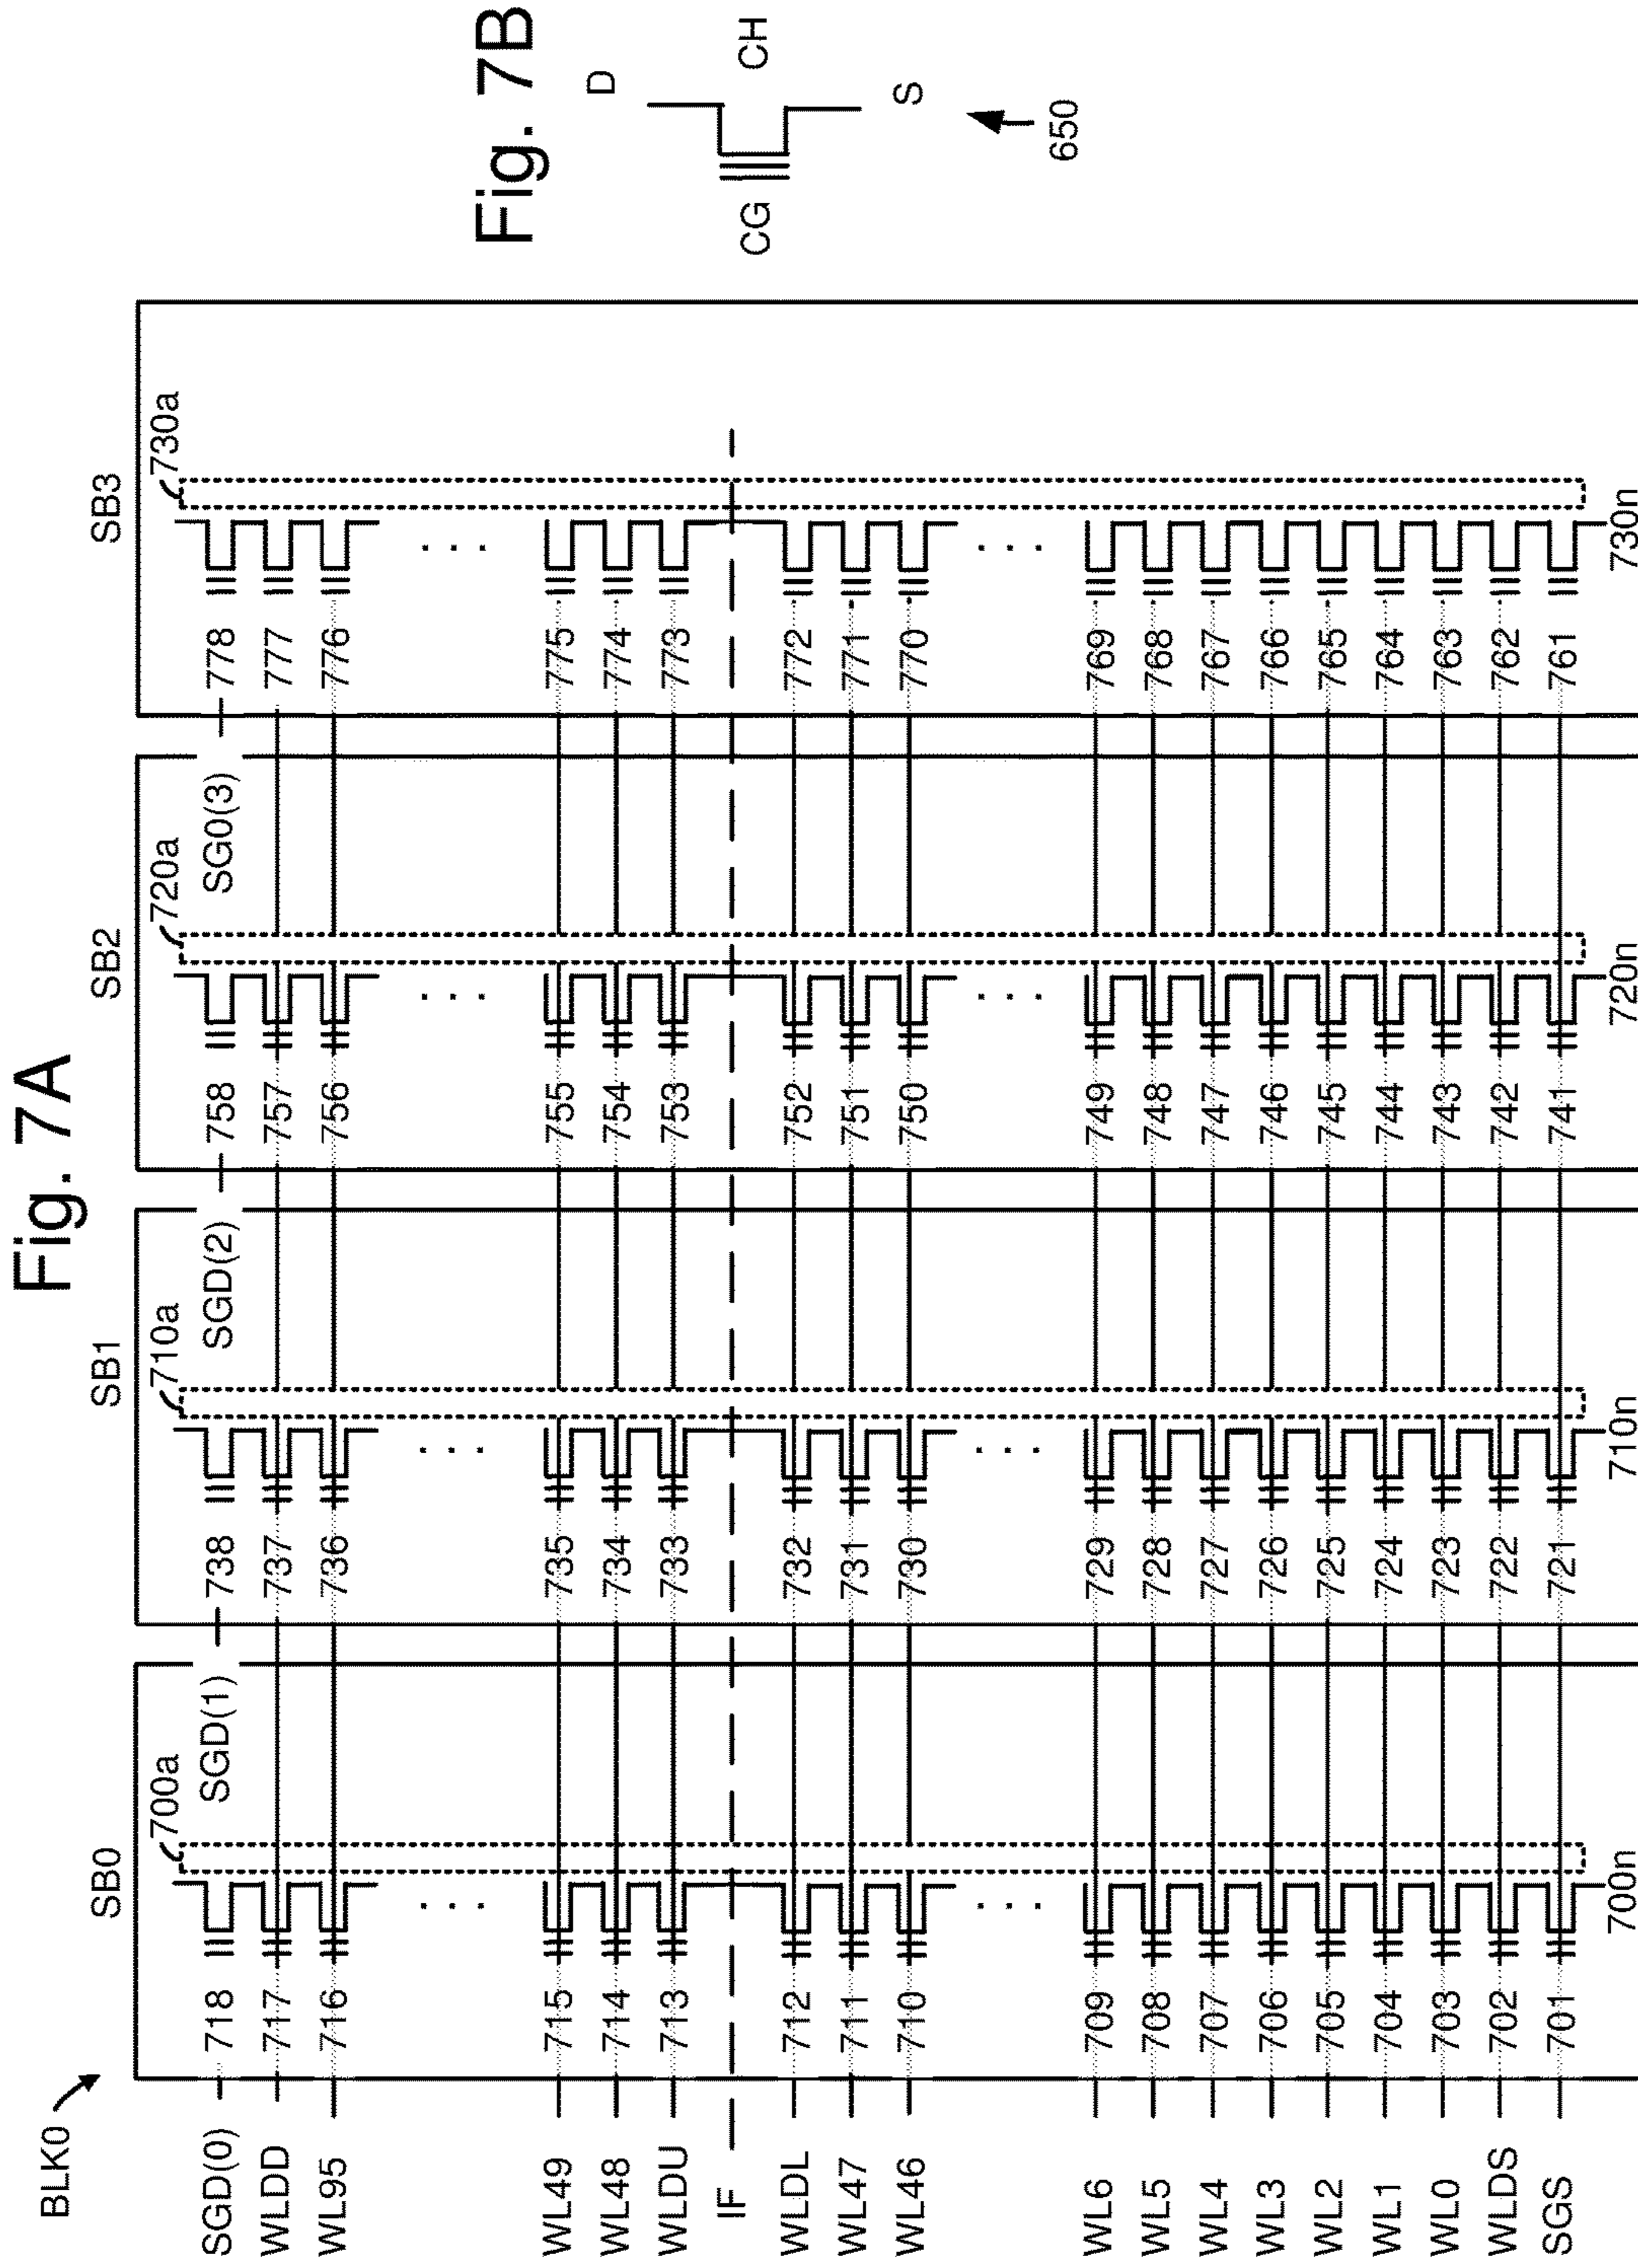 Fig. 7A
BLK0
SB0
SB1
SB2
SB3
700a
710a
720a
730a
SGD(0) 718 SGD(1) 738 SGD(2) 758 SG0(3) 778
WLDD 717 737 757 777
WL95 716 736 756 776
... ... ... ...
WL49 715 735 755 775
WL48 714 734 754 774
WLDU 713 733 753 773
IF
WLDL 712 732 752 772
WL47 711 731 751 771
WL46 710 730 750 770
... ... ... ...
WL6 709 729 749 769
WL5 708 728 748 768
WL4 707 727 747 767
WL3 706 726 746 766
WL2 705 725 745 765
WL1 704 724 744 764
WL0 703 723 743 763
WLDS 702 722 742 762
SGS 701 721 741 761
700n 710n 720n 730n
Fig. 7B
D
CG CH
S
650